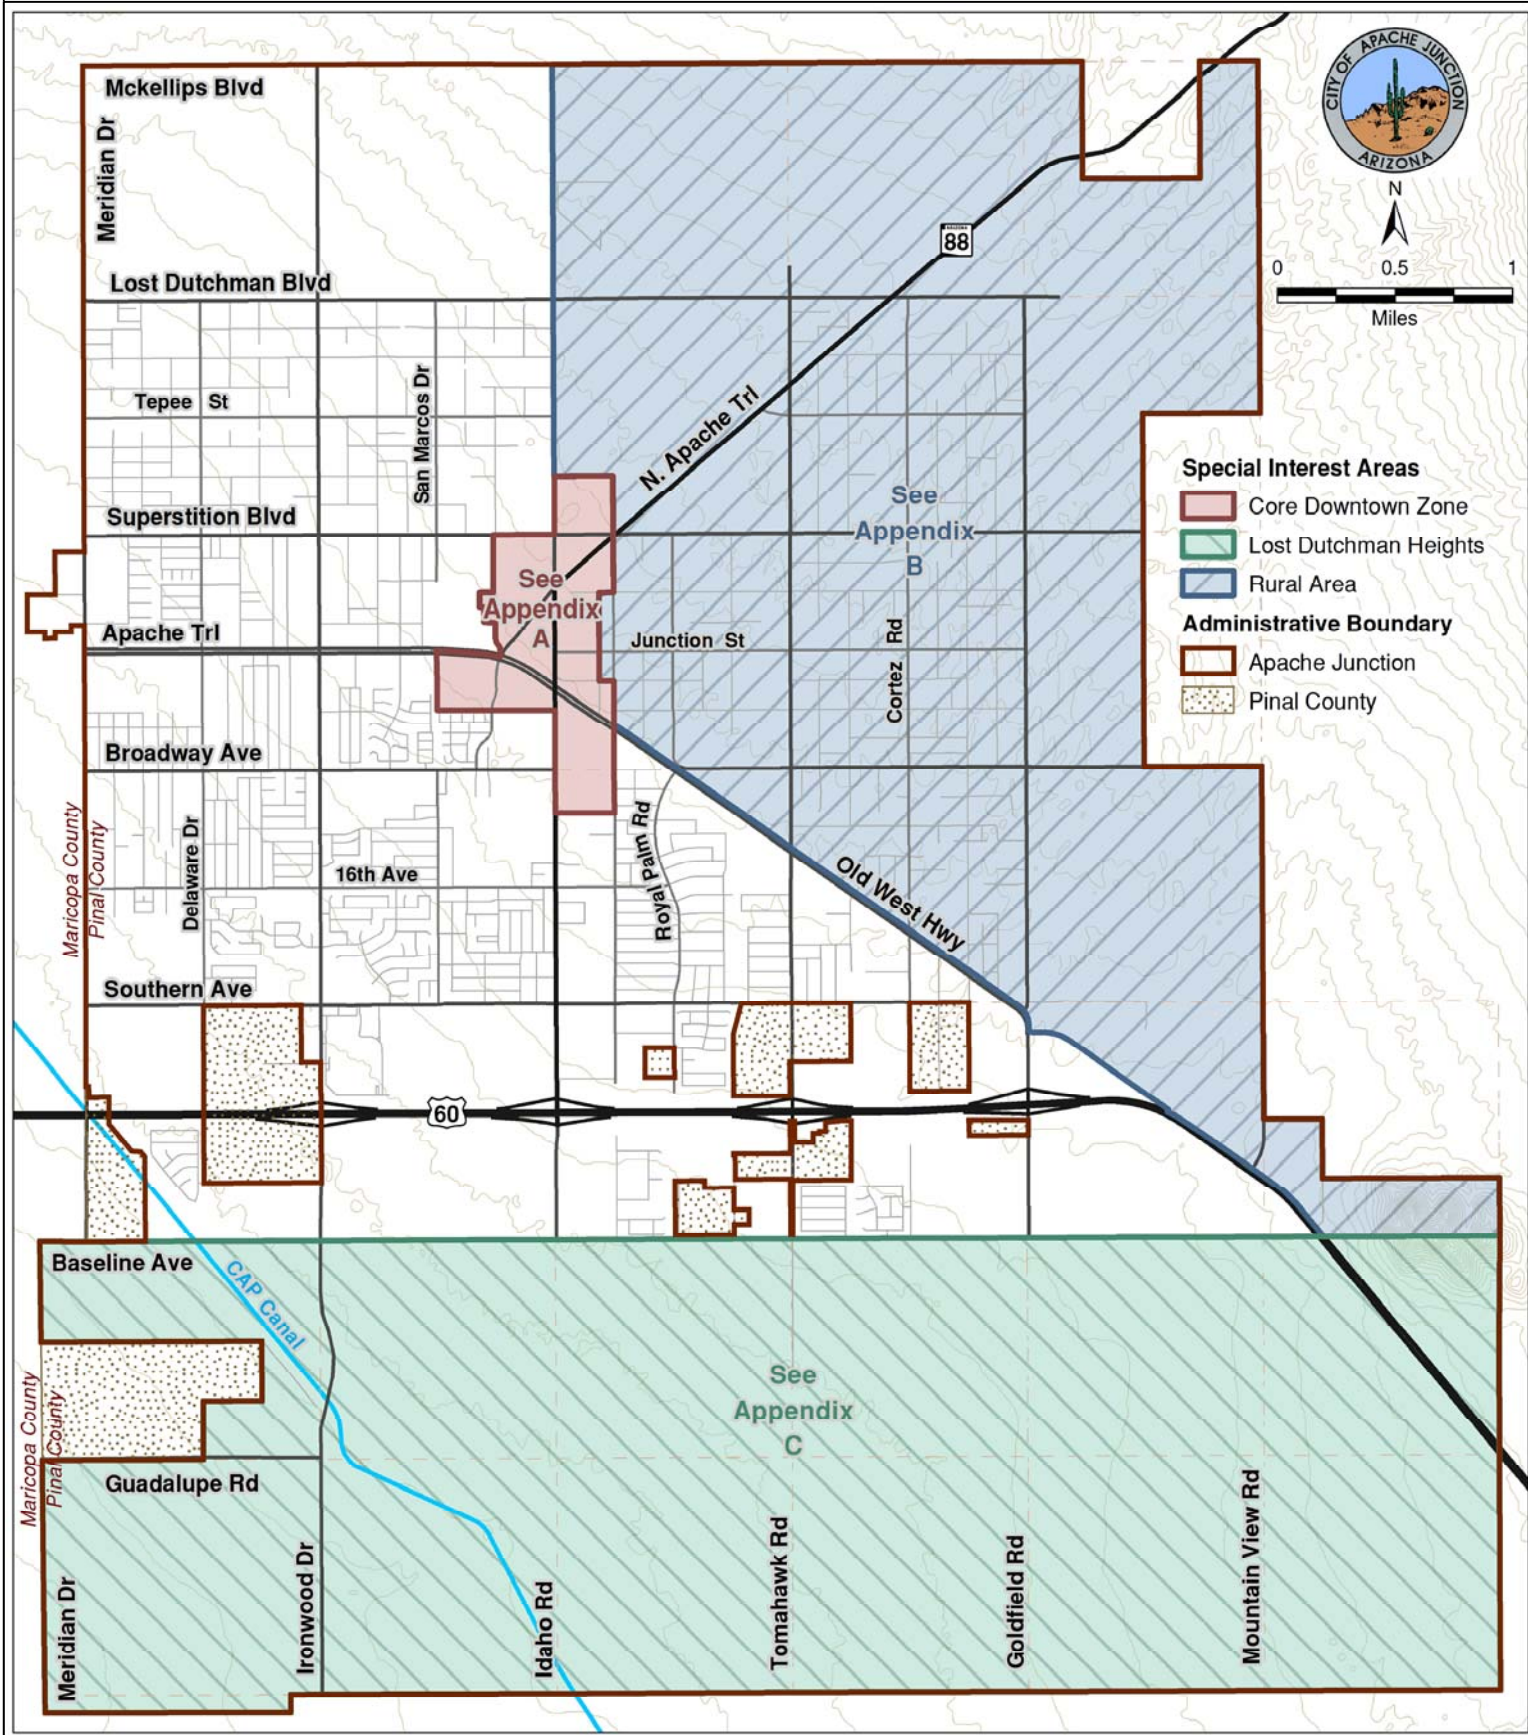 Mckellips Blvd
Meridian Dr
CITY OF APACHE JUNCTION
ARIZONA
N
0 0.5 1
Miles
ARIZONA
88
Lost Dutchman Blvd
Tepee St
San Marcos Dr
N. Apache Trl
Superstition Blvd
See
Appendix
B
Special Interest Areas
Core Downtown Zone
Lost Dutchman Heights
Rural Area
Administrative Boundary
Apache Junction
Pinal County
See
Appendix
A
Apache Trl
Junction St
Cortez Rd
Broadway Ave
Maricopa County
Pinal County
Delaware Dr
16th Ave
Royal Palm Rd
Old West Hwy
Southern Ave
60
Baseline Ave
CAP Canal
See
Appendix
C
Maricopa County
Pinal County
Guadalupe Rd
Meridian Dr
Ironwood Dr
Idaho Rd
Tomahawk Rd
Goldfield Rd
Mountain View Rd